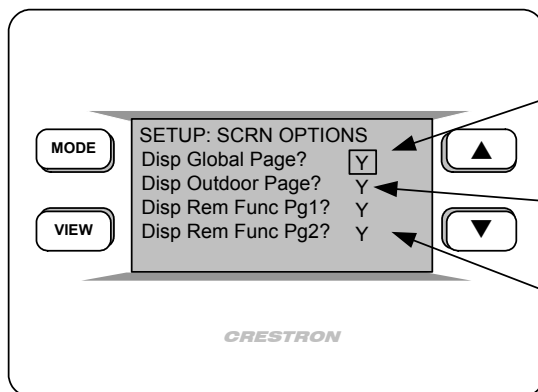 MODE
VIEW
SETUP: SCRN OPTIONS
Disp Global Page? Y
Disp Outdoor Page? Y
Disp Rem Func Pg1? Y
Disp Rem Func Pg2? Y
▲
▼
CRESTRON